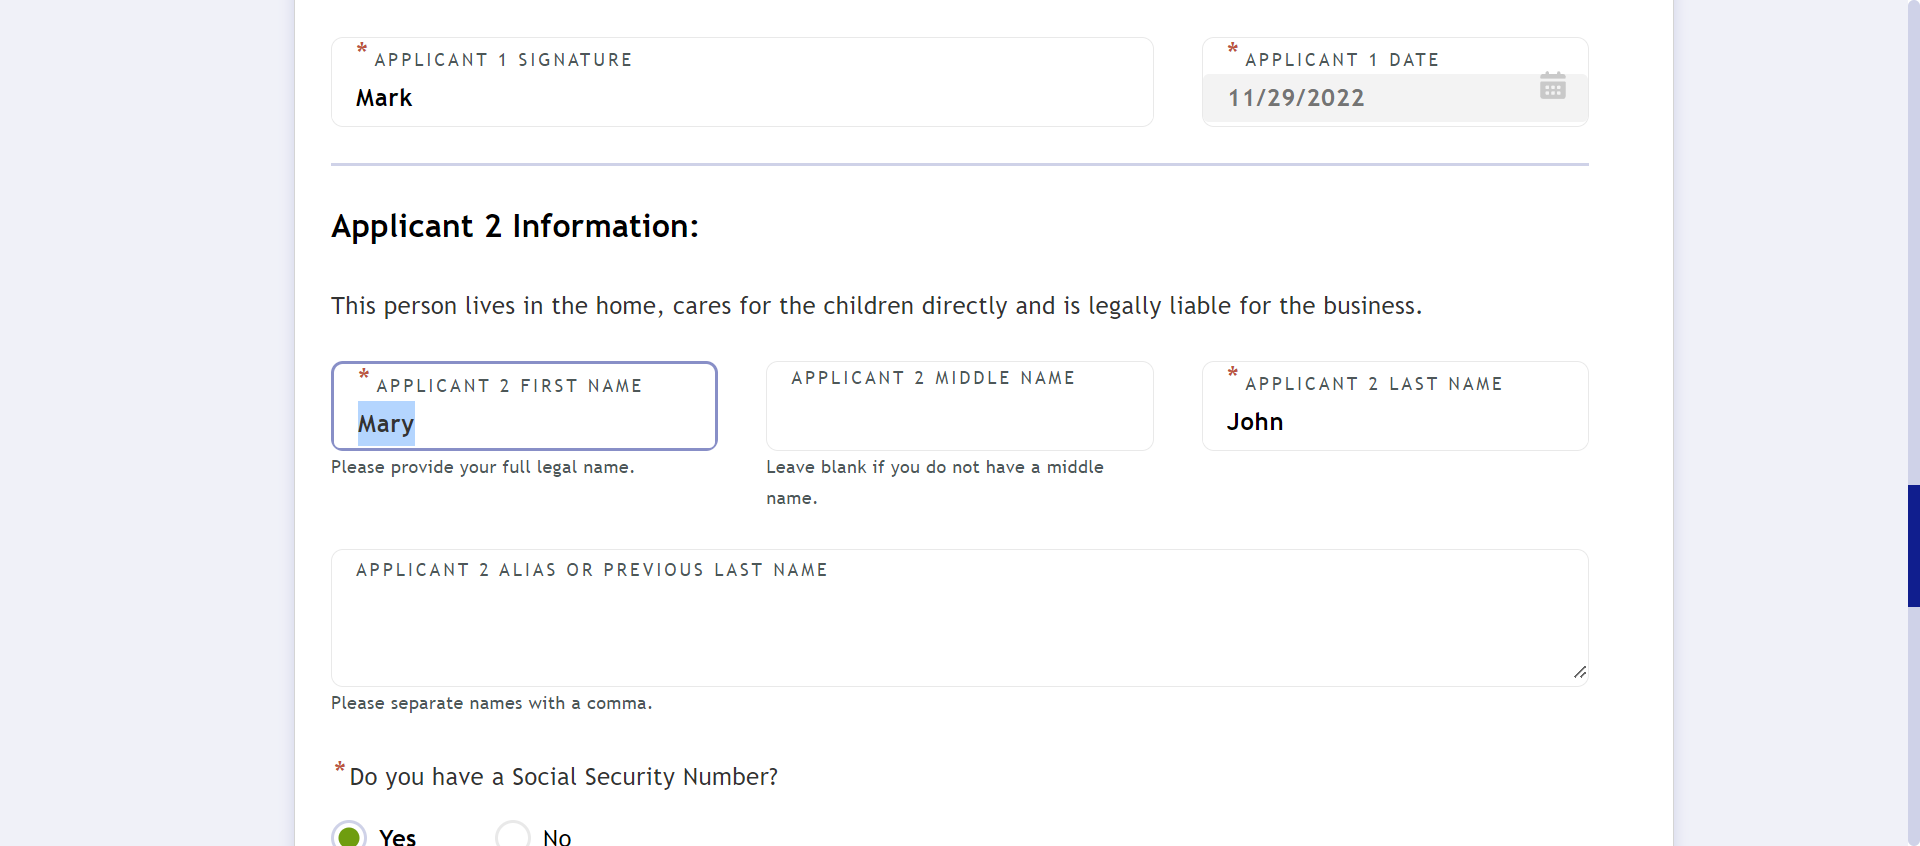 * APPLICANT 1 SIGNATURE
Mark
* APPLICANT 1 DATE
11/29/2022
Applicant 2 Information:
This person lives in the home, cares for the children directly and is legally liable for the business.
* APPLICANT 2 FIRST NAME
Mary
Please provide your full legal name.
APPLICANT 2 MIDDLE NAME
Leave blank if you do not have a middle
name.
* APPLICANT 2 LAST NAME
John
APPLICANT 2 ALIAS OR PREVIOUS LAST NAME
Please separate names with a comma.
* Do you have a Social Security Number?
Yes
No